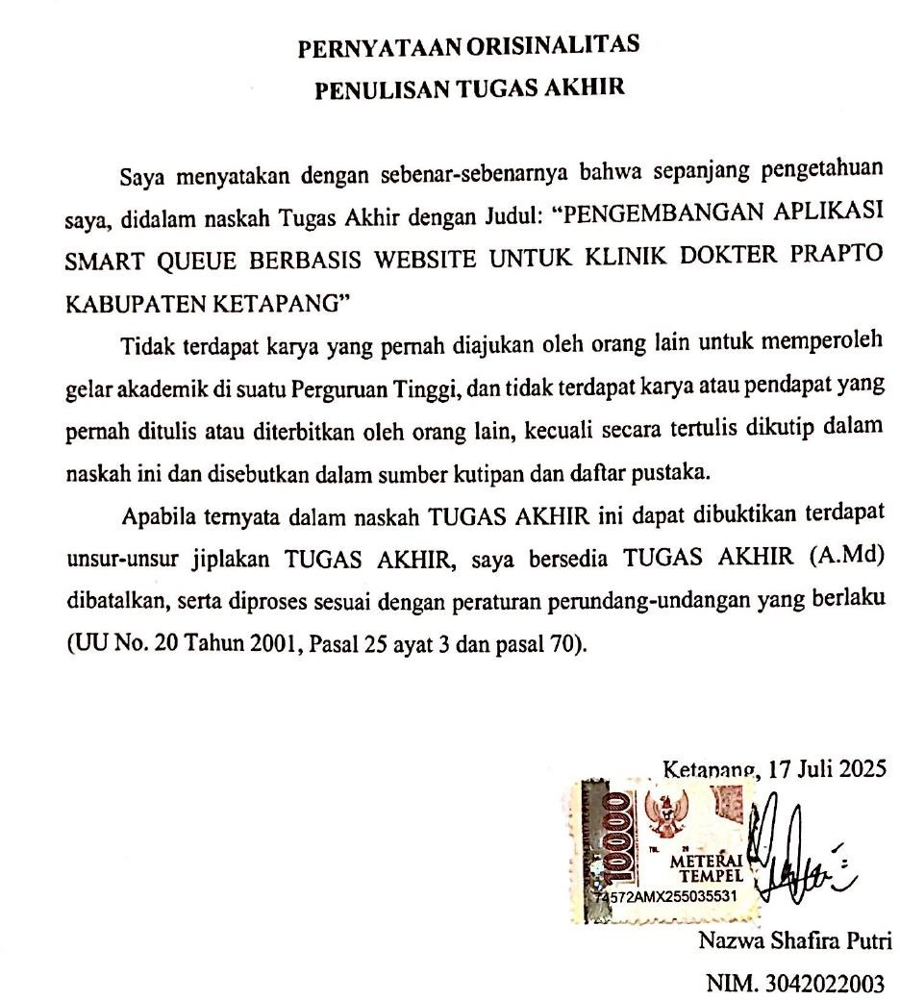 PERNYATAAN ORISINALITAS
PENULISAN TUGAS AKHIR
Saya menyatakan dengan sebenar-sebenarnya bahwa sepanjang pengetahuan
saya, didalam naskah Tugas Akhir dengan Judul: “PENGEMBANGAN APLIKASI
SMART QUEUE BERBASIS WEBSITE UNTUK KLINIK DOKTER PRAPTO
KABUPATEN KETAPANG”
Tidak terdapat karya yang pernah diajukan oleh orang lain untuk memperoleh
gelar akademik di suatu Perguruan Tinggi, dan tidak terdapat karya atau pendapat yang
pernah ditulis atau diterbitkan oleh orang lain, kecuali secara tertulis dikutip dalam
naskah ini dan disebutkan dalam sumber kutipan dan daftar pustaka.
Apabila ternyata dalam naskah TUGAS AKHIR ini dapat dibuktikan terdapat
unsur-unsur jiplakan TUGAS AKHIR, saya bersedia TUGAS AKHIR (A.Md)
dibatalkan, serta diproses sesuai dengan peraturan perundang-undangan yang berlaku
(UU No. 20 Tahun 2001, Pasal 25 ayat 3 dan pasal 70).
Ketapang, 17 Juli 2025
10000
METERAI
TEMPEL
74572AMX255035531
Nazwa Shafira Putri
NIM. 3042022003